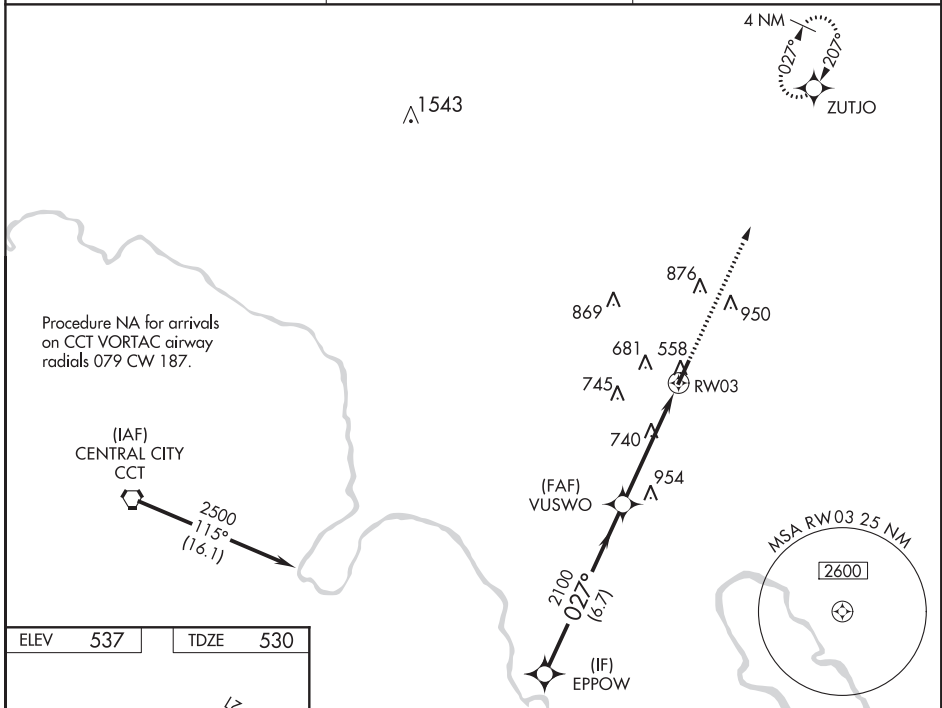 4 NM
027°
207°
ZUTJO
1543
876
869
950
Procedure NA for arrivals
on CCT VORTAC airway
radials 079 CW 187.
681
558
745
RW03
740
(IAF)
CENTRAL CITY
CCT
(FAF)
VUSWO
954
2500
115°
(16.1)
MSA RW03 25 NM
2600
2100
027°
(6.7)
ELEV 537
TDZE 530
(IF)
EPPOW